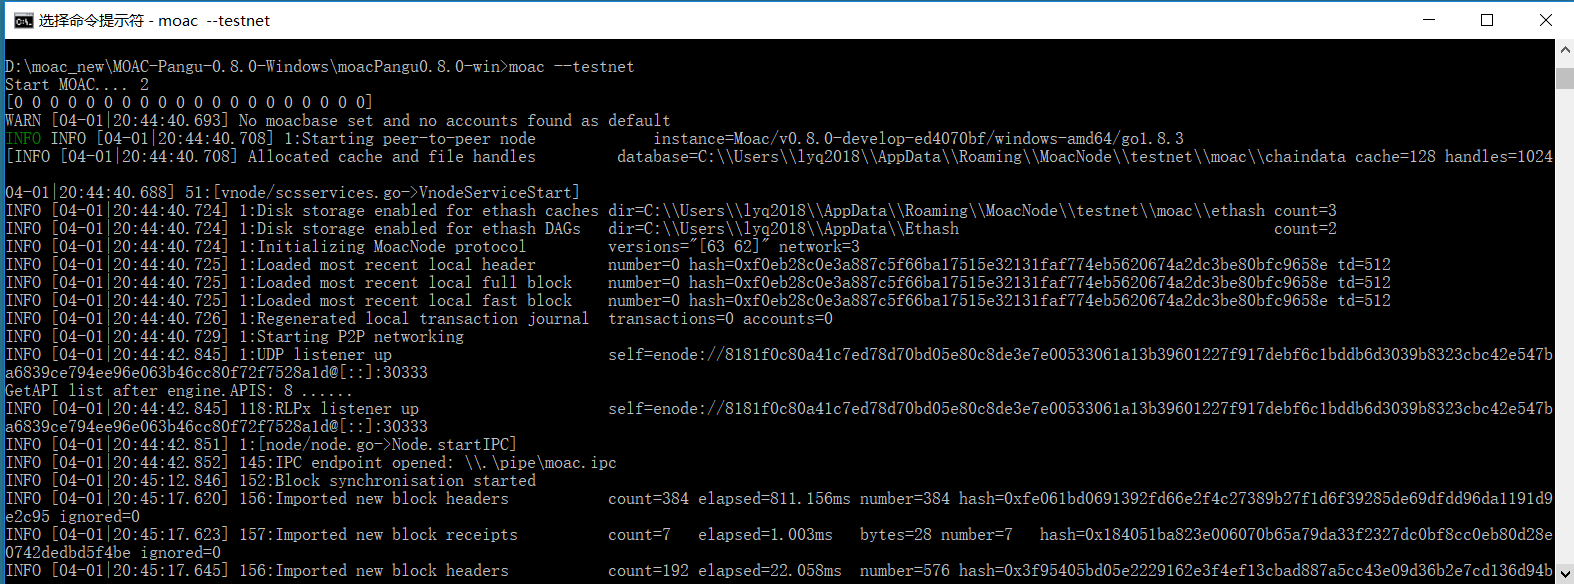 选择命令提示符 - moac  --testnet
D:\moac_new\MOAC-Pangu-0.8.0-Windows\moacPangu0.8.0-win>moac --testnet
Start MOAC.... 2
[0 0 0 0 0 0 0 0 0 0 0 0 0 0 0 0 0 0 0 0]
WARN [04-01|20:44:40.693] No moacbase set and no accounts found as default
INFO INFO [04-01|20:44:40.708] 1:Starting peer-to-peer node             instance=Moac/v0.8.0-develop-ed4070bf/windows-amd64/go1.8.3
[INFO [04-01|20:44:40.708] Allocated cache and file handles         database=C:\\Users\\lyq2018\\AppData\\Roaming\\MoacNode\\testnet\\moac\\chaindata cache=128 handles=1024
04-01|20:44:40.688] 51:[vnode/scsservices.go->VnodeServiceStart]
INFO [04-01|20:44:40.724] 1:Disk storage enabled for ethash caches dir=C:\\Users\\lyq2018\\AppData\\Roaming\\MoacNode\\testnet\\moac\\ethash count=3
INFO [04-01|20:44:40.724] 1:Disk storage enabled for ethash DAGs   dir=C:\\Users\\lyq2018\\AppData\\Ethash                                   count=2
INFO [04-01|20:44:40.724] 1:Initializing MoacNode protocol         versions="[63 62]" network=3
INFO [04-01|20:44:40.725] 1:Loaded most recent local header        number=0 hash=0xf0eb28c0e3a887c5f66ba17515e32131faf774eb5620674a2dc3be80bfc9658e td=512
INFO [04-01|20:44:40.725] 1:Loaded most recent local full block    number=0 hash=0xf0eb28c0e3a887c5f66ba17515e32131faf774eb5620674a2dc3be80bfc9658e td=512
INFO [04-01|20:44:40.725] 1:Loaded most recent local fast block    number=0 hash=0xf0eb28c0e3a887c5f66ba17515e32131faf774eb5620674a2dc3be80bfc9658e td=512
INFO [04-01|20:44:40.726] 1:Regenerated local transaction journal  transactions=0 accounts=0
INFO [04-01|20:44:40.729] 1:Starting P2P networking
INFO [04-01|20:44:42.845] 1:UDP listener up                        self=enode://8181f0c80a41c7ed78d70bd05e80c8de3e7e00533061a13b39601227f917debf6c1bddb6d3039b8323cbc42e547b
a6839ce794ee96e063b46cc80f72f7528a1d@[::]:30333
GetAPI list after engine.APIS: 8 ......
INFO [04-01|20:44:42.845] 118:RLPx listener up                     self=enode://8181f0c80a41c7ed78d70bd05e80c8de3e7e00533061a13b39601227f917debf6c1bddb6d3039b8323cbc42e547b
a6839ce794ee96e063b46cc80f72f7528a1d@[::]:30333
INFO [04-01|20:44:42.851] 1:[node/node.go->Node.startIPC]
INFO [04-01|20:44:42.852] 145:IPC endpoint opened: \\.\pipe\moac.ipc
INFO [04-01|20:45:12.846] 152:Block synchronisation started
INFO [04-01|20:45:17.620] 156:Imported new block headers           count=384 elapsed=811.156ms number=384 hash=0xfe061bd0691392fd66e2f4c27389b27f1d6f39285de69dfdd96da1191d9
e2c95 ignored=0
INFO [04-01|20:45:17.623] 157:Imported new block receipts          count=7   elapsed=1.003ms   bytes=28 number=7   hash=0x184051ba823e006070b65a79da33f2327dc0bf8cc0eb80d28e
0742dedbd5f4be ignored=0
INFO [04-01|20:45:17.645] 156:Imported new block headers           count=192 elapsed=22.058ms  number=576 hash=0x3f95405bd05e2229162e3f4ef13cbad887a5cc43e09d36b2e7cd136d94b